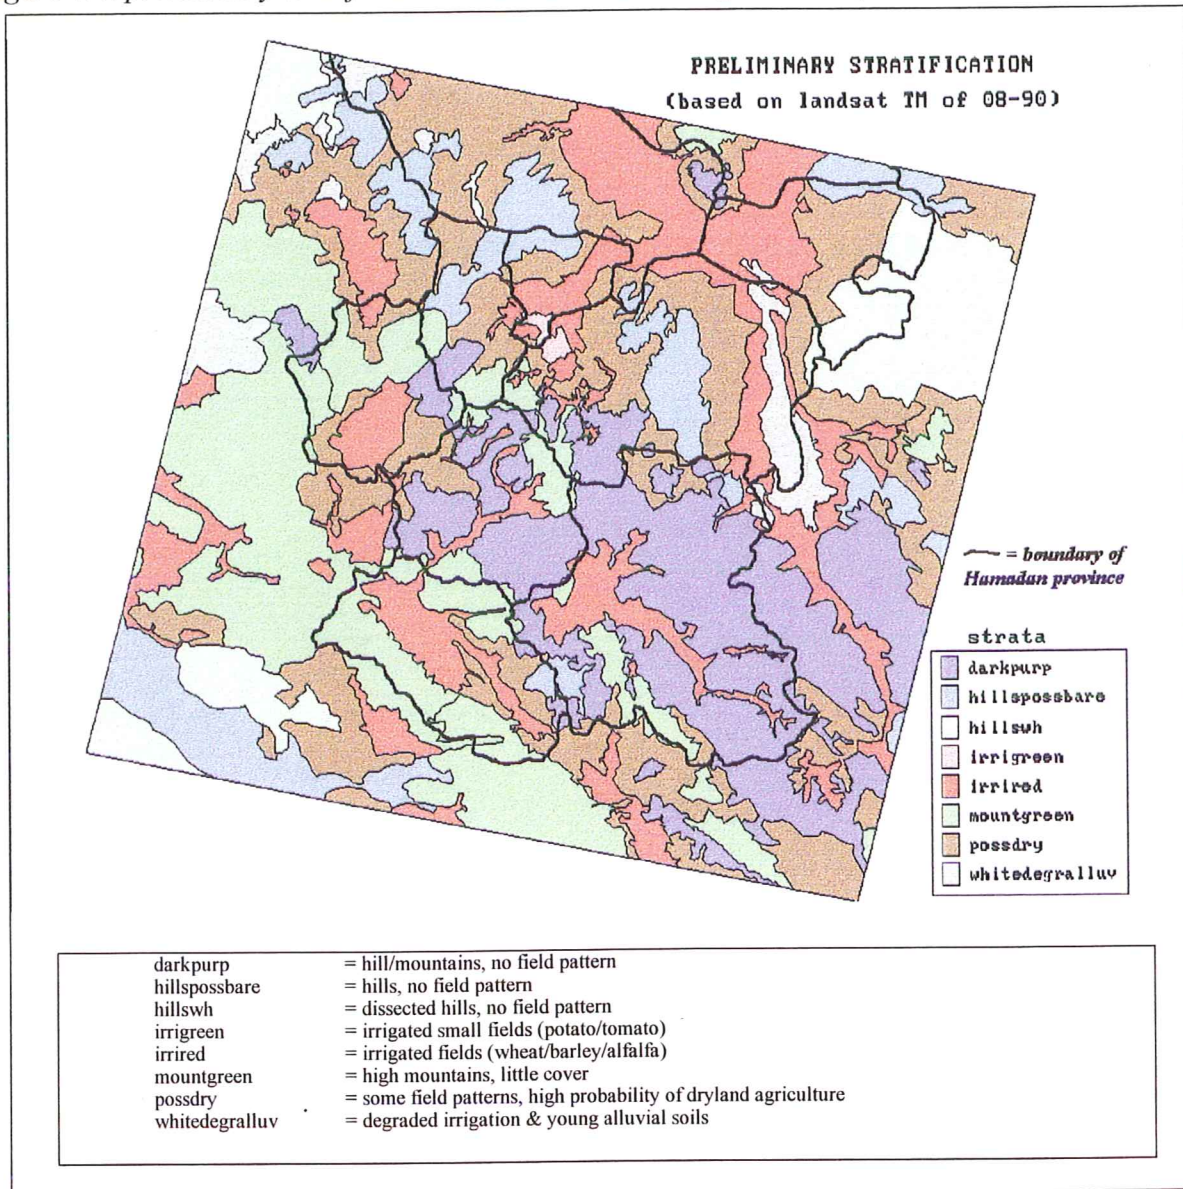 PRELIMINARY STRATIFICATION
(based on landsat TM of 08-90)
= boundary of
Hamadan province
strata
darkpurp
hillspossbare
hillswh
irrigreen
irrired
mountgreen
possdry
whitedegralluv
darkpurp = hill/mountains, no field pattern
hillspossbare = hills, no field pattern
hillswh = dissected hills, no field pattern
irrigreen = irrigated small fields (potato/tomato)
irrired = irrigated fields (wheat/barley/alfalfa)
mountgreen = high mountains, little cover
possdry = some field patterns, high probability of dryland agriculture
whitedegralluv = degraded irrigation & young alluvial soils